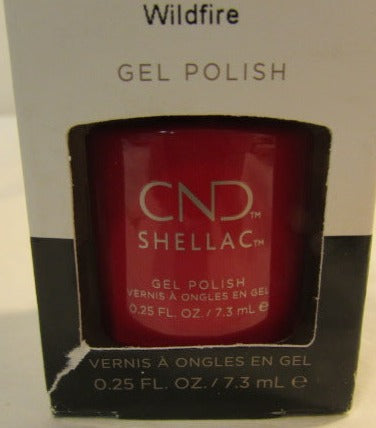 Wildfire
GEL POLISH
CND™
SHELLAC™
GEL POLISH
VERNIS À ONGLES EN GEL
0.25 FL. OZ. / 7.3 mL ℮
VERNIS À ONGLES EN GEL
0.25 FL. OZ. / 7.3 mL ℮